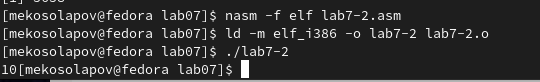 [mekosolapov@fedora lab07]$ nasm -f elf lab7-2.asm
[mekosolapov@fedora lab07]$ ld -m elf_i386 -o lab7-2 lab7-2.o
[mekosolapov@fedora lab07]$ ./lab7-2
10[mekosolapov@fedora lab07]$